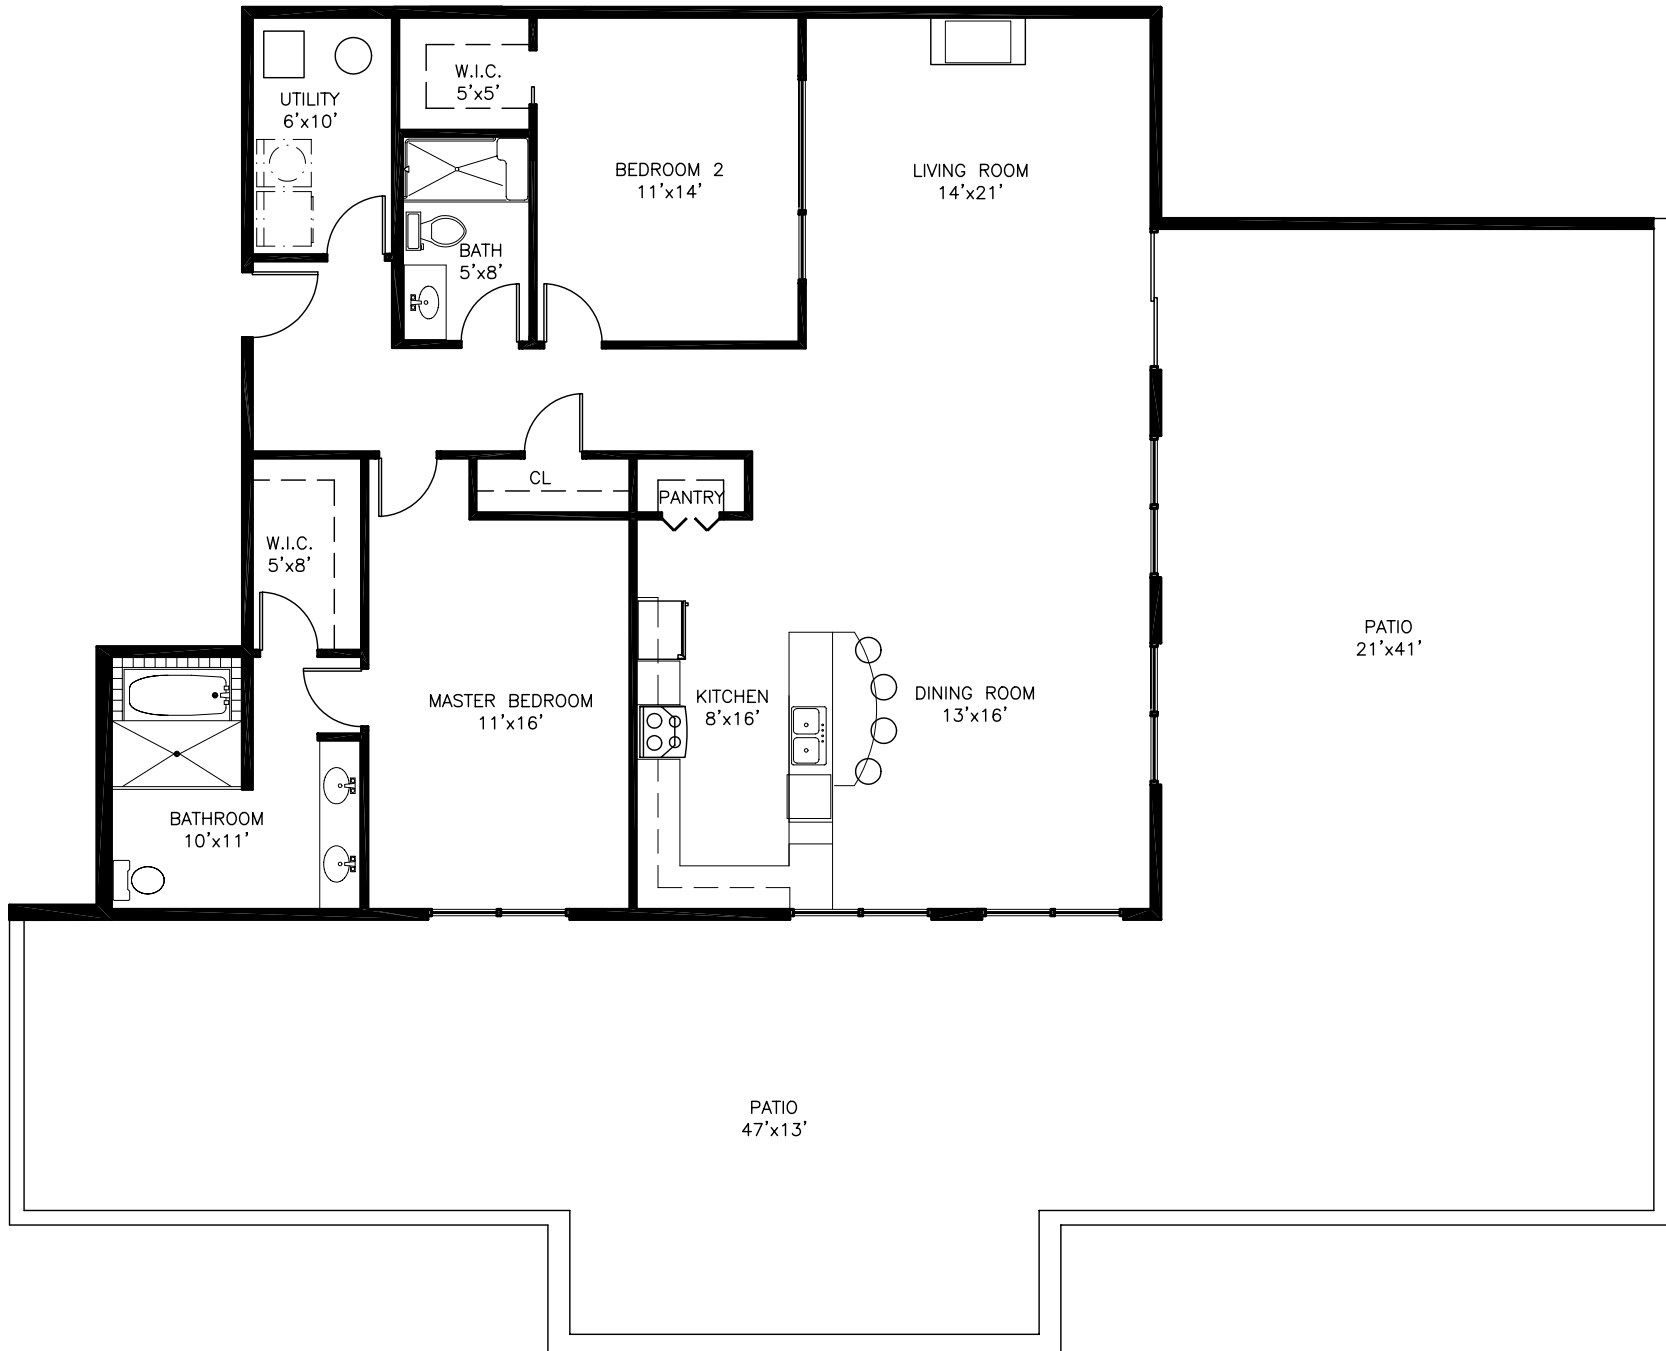 W.I.C.
5'x5'
UTILITY
6'x10'
BEDROOM 2
11'x14'
LIVING ROOM
14'x21'
BATH
5'x8'
CL
PANTRY
W.I.C.
5'x8'
PATIO
21'x41'
MASTER BEDROOM
11'x16'
KITCHEN
8'x16'
DINING ROOM
13'x16'
BATHROOM
10'x11'
PATIO
47'x13'